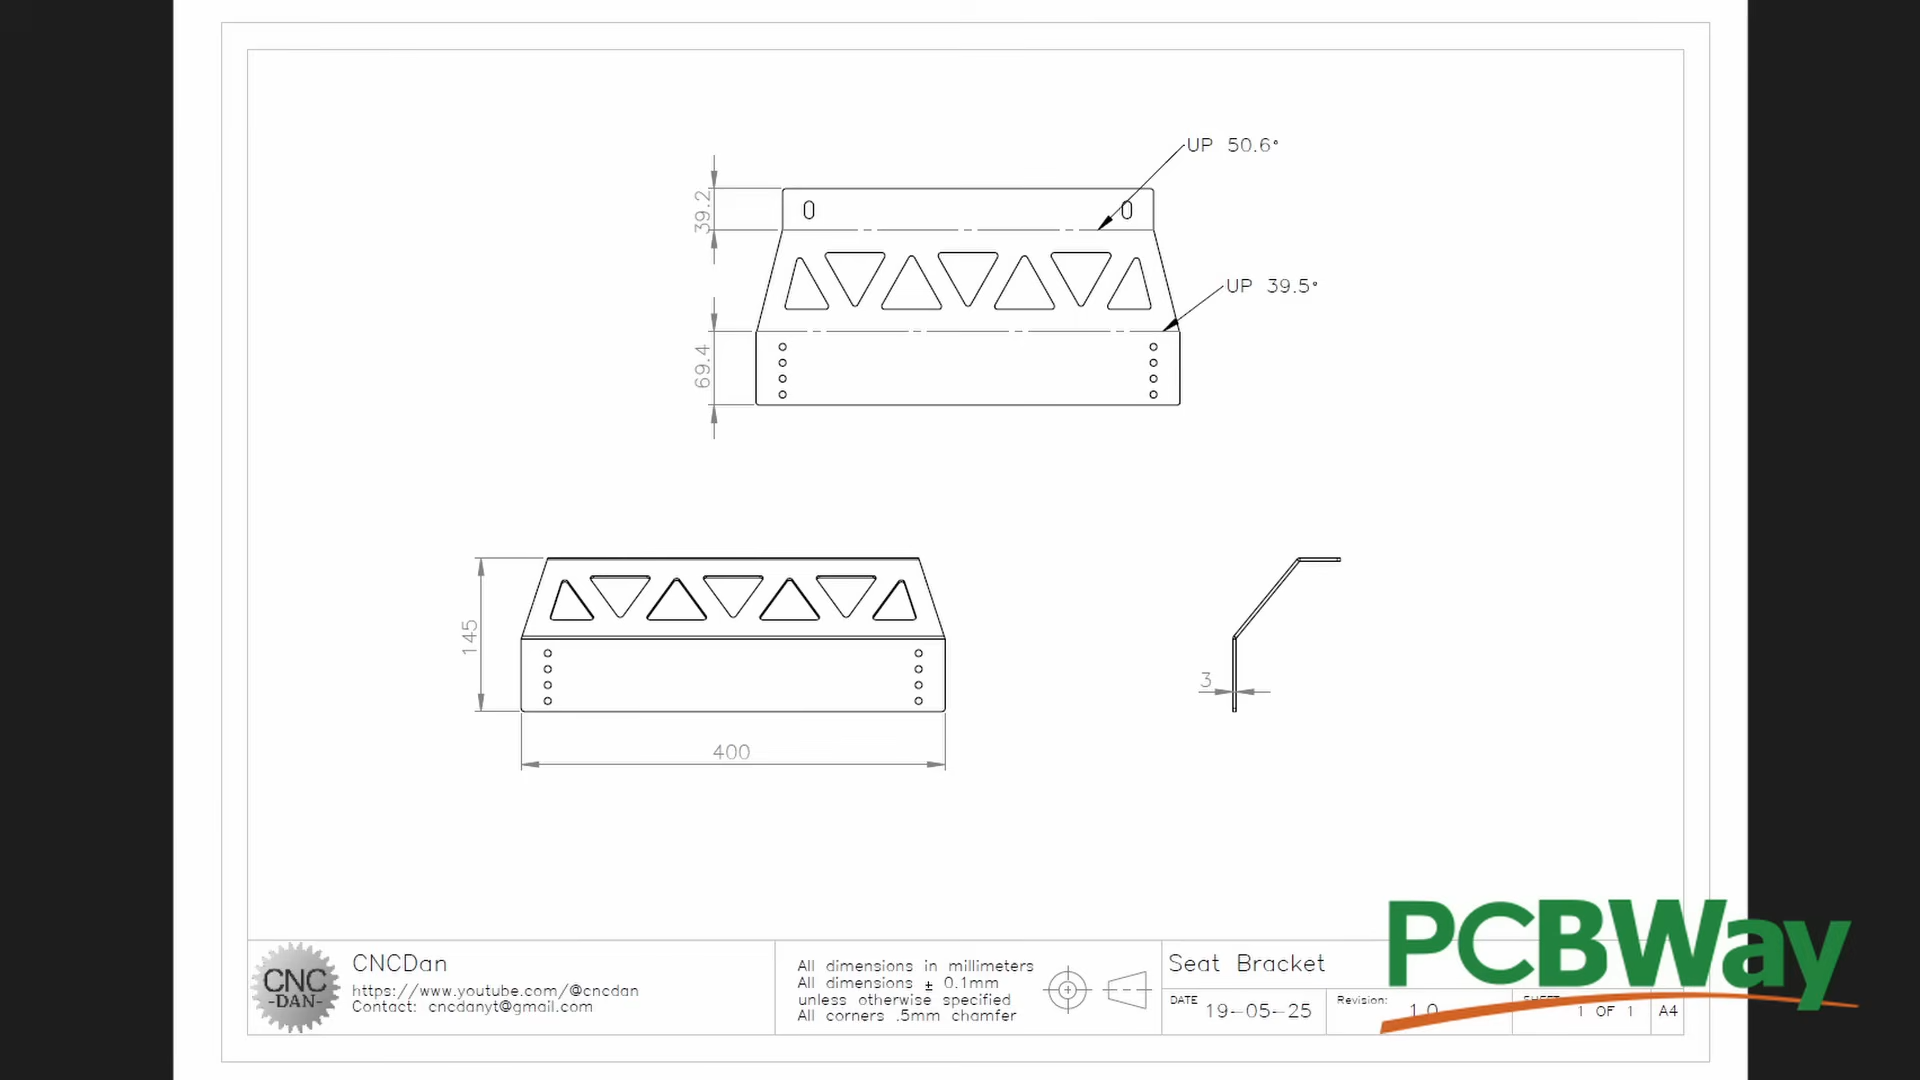 UP 50.6°
39.2
UP 39.5°
69.4
145
400
3
CNC
-DAN-
CNCDan
https://www.youtube.com/@cncdan
Contact: cncdanyt@gmail.com
All dimensions in millimeters
All dimensions ± 0.1mm
unless otherwise specified
All corners .5mm chamfer
Seat Bracket
DATE 19-05-25
Revision: 1.0
SHEET 1 OF 1
A4
PCBWay